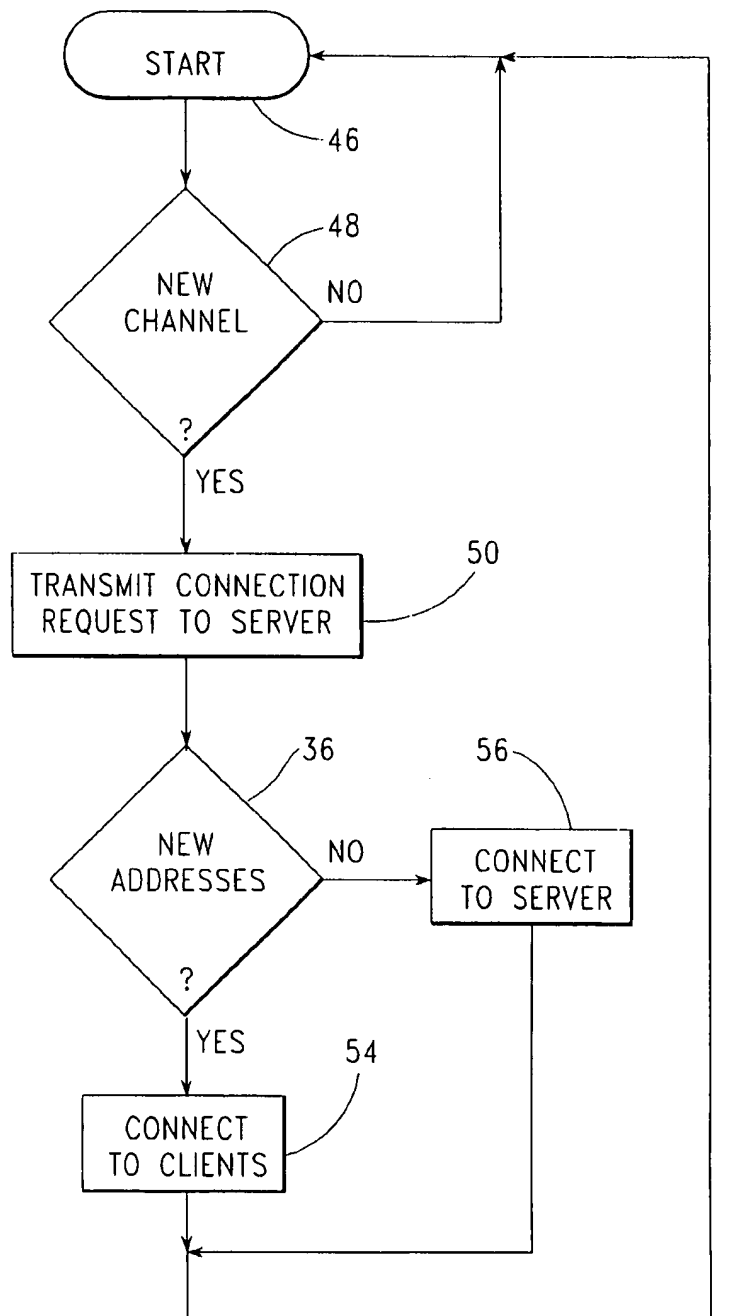 START
46
48
NEW
CHANNEL
NO
?
YES
50
TRANSMIT CONNECTION
REQUEST TO SERVER
36
56
NEW
ADDRESSES
NO
CONNECT
TO SERVER
?
YES
54
CONNECT
TO CLIENTS